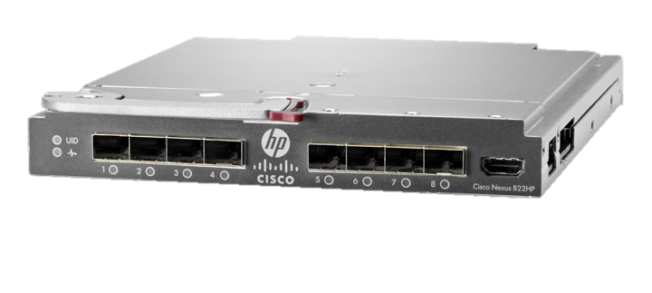 UID
hp
CISCO
1 2 3 4
5 6 7 8
Cisco Nexus B22HP